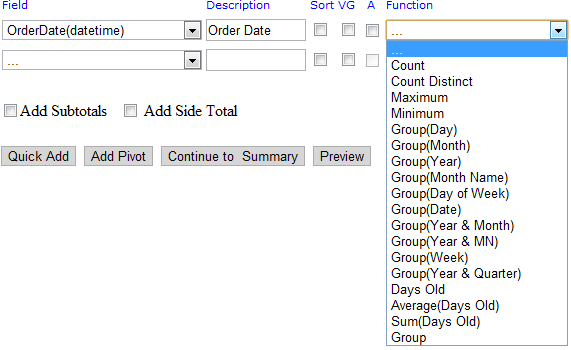 Field Description Sort VG A Function
OrderDate(datetime) Order Date ...
... ...
Count
Count Distinct
Maximum
Minimum
Group(Day)
Group(Month)
Group(Year)
Group(Month Name)
Group(Day of Week)
Group(Date)
Group(Year & Month)
Group(Year & MN)
Group(Week)
Group(Year & Quarter)
Days Old
Average(Days Old)
Sum(Days Old)
Group
Add Subtotals Add Side Total
Quick Add Add Pivot Continue to Summary Preview